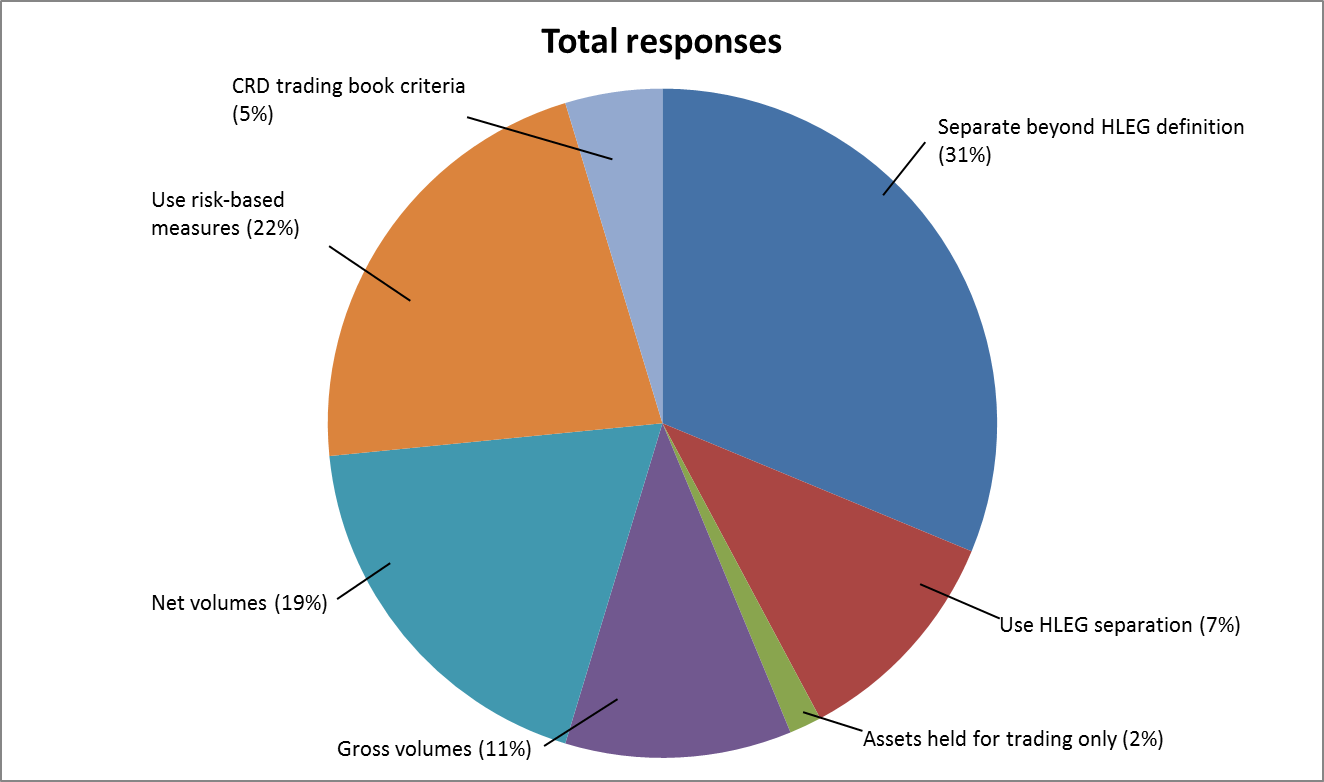 Total responses
CRD trading book criteria
(5%)
Separate beyond HLEG definition
(31%)
Use risk-based
measures (22%)
Net volumes (19%)
Use HLEG separation (7%)
Gross volumes (11%)
Assets held for trading only (2%)